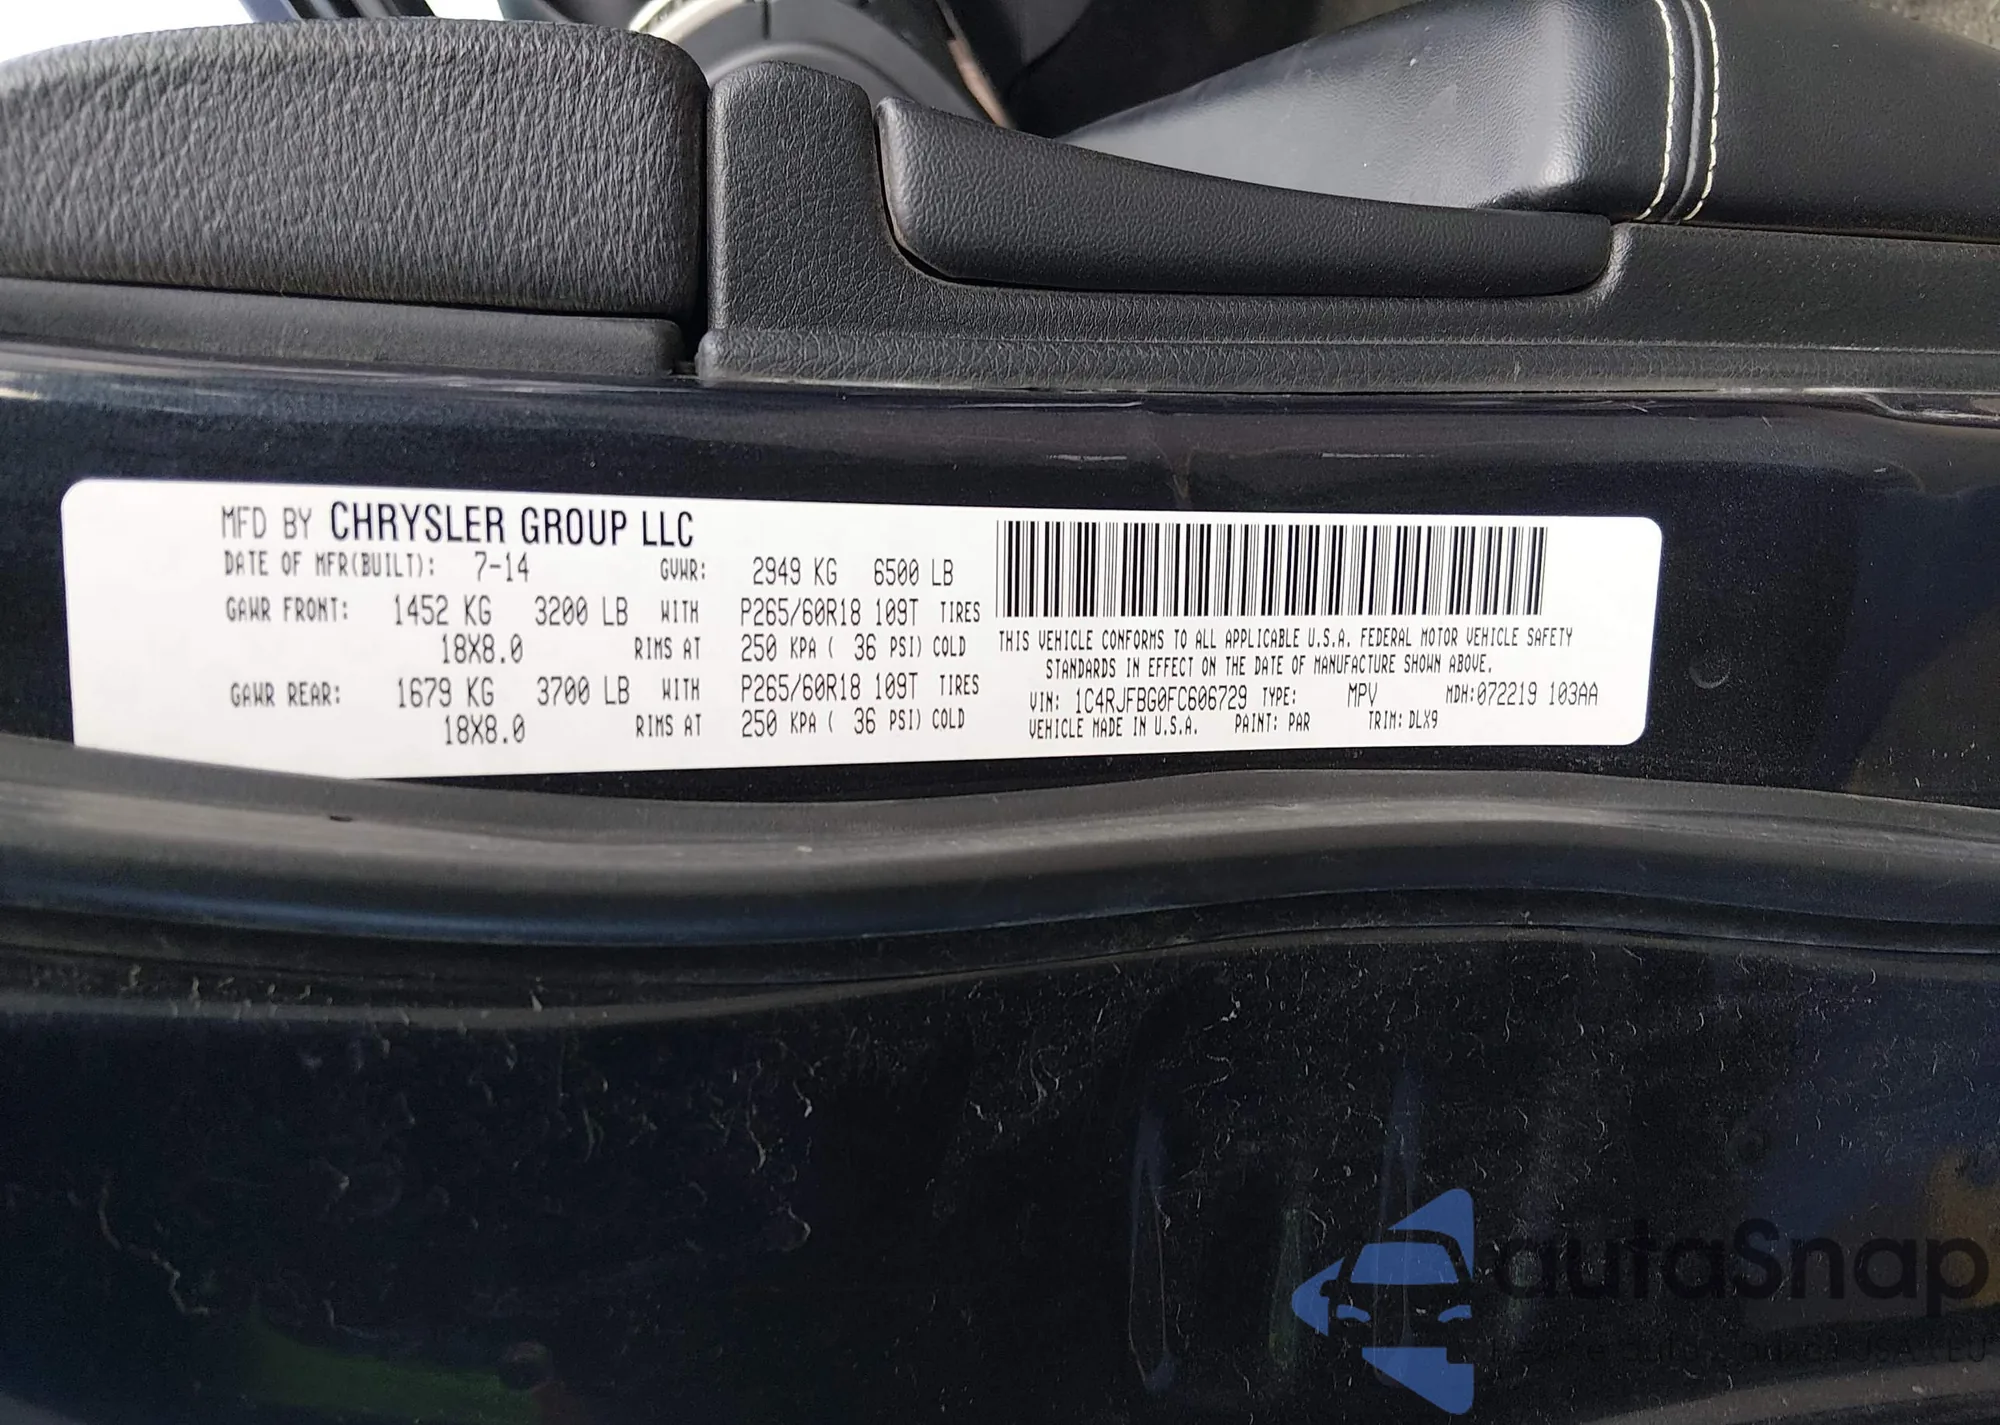 MFD BY CHRYSLER GROUP LLC
DATE OF MFR(BUILT): 7-14 GVWR: 2949 KG 6500 LB
GAWR FRONT: 1452 KG 3200 LB WITH P265/60R18 109T TIRES
18X8.0 RIMS AT 250 KPA ( 36 PSI) COLD
GAWR REAR: 1679 KG 3700 LB WITH P265/60R18 109T TIRES
18X8.0 RIMS AT 250 KPA ( 36 PSI) COLD
THIS VEHICLE CONFORMS TO ALL APPLICABLE U.S.A. FEDERAL MOTOR VEHICLE SAFETY
STANDARDS IN EFFECT ON THE DATE OF MANUFACTURE SHOWN ABOVE.
VIN: 1C4RJFBG0FC606729 TYPE: MPV MDH:072219 103AA
VEHICLE MADE IN U.S.A. PAINT: PAR TRIM: DLX9
autaSnap